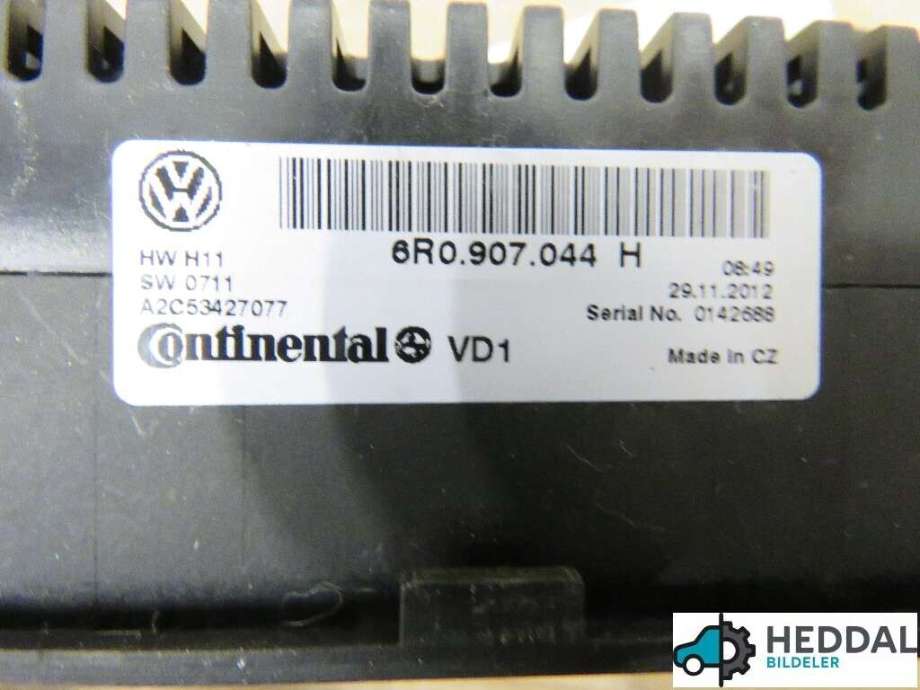 6R0.907.044 H
HW H11
SW 0711
A2C53427077
08:49
29.11.2012
Serial No. 0142688
Continental VD1
Made in CZ
HEDDAL
BILDELER